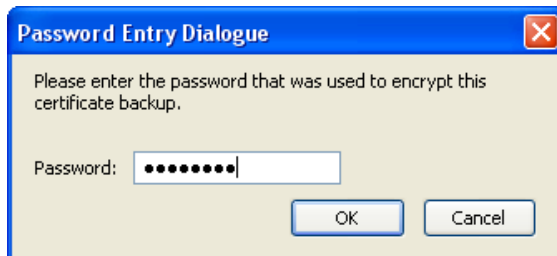 Password Entry Dialogue
Please enter the password that was used to encrypt this
certificate backup.
Password: ●●●●●●●●
OK Cancel